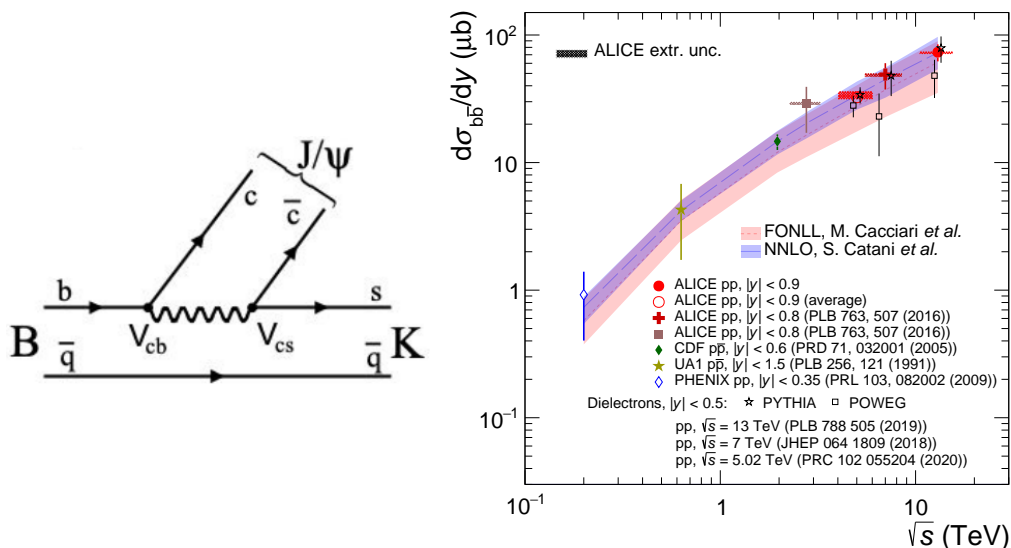 J/ψ
c
c̅
b
s
V_cb
V_cs
B
q̅
q̅
K
dσ_bb̅/dy (μb)
10²
10
1
10⁻¹
ALICE extr. unc.
FONLL, M. Cacciari et al.
NNLO, S. Catani et al.
ALICE pp, |y| < 0.9
ALICE pp, |y| < 0.9 (average)
ALICE pp, |y| < 0.8 (PLB 763, 507 (2016))
ALICE pp, |y| < 0.8 (PLB 763, 507 (2016))
CDF pp̅, |y| < 0.6 (PRD 71, 032001 (2005))
UA1 pp̅, |y| < 1.5 (PLB 256, 121 (1991))
PHENIX pp, |y| < 0.35 (PRL 103, 082002 (2009))
Dielectrons, |y| < 0.5: PYTHIA POWEG
pp, √s = 13 TeV (PLB 788 505 (2019))
pp, √s = 7 TeV (JHEP 064 1809 (2018))
pp, √s = 5.02 TeV (PRC 102 055204 (2020))
10⁻¹ 1 10
√s (TeV)